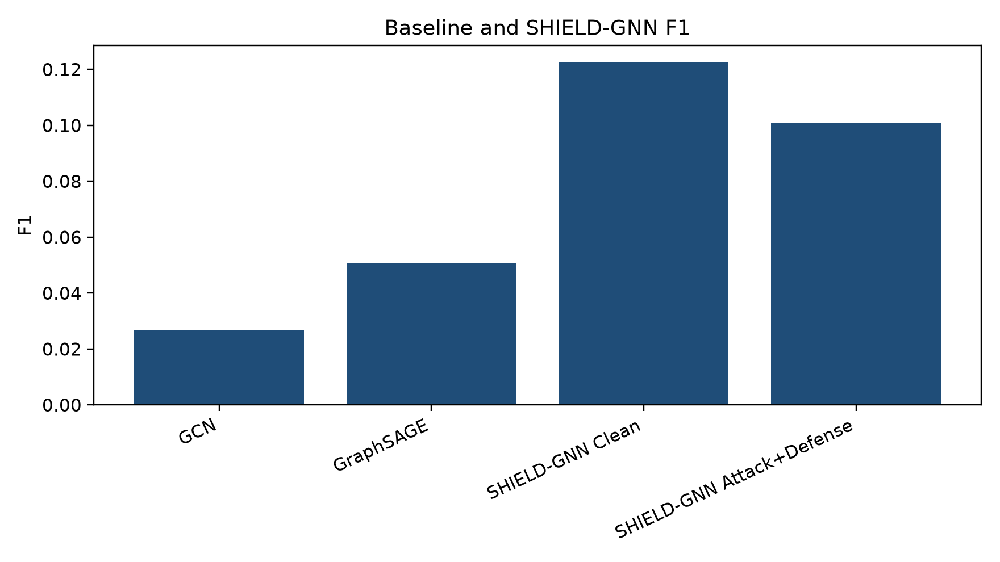 Baseline and SHIELD-GNN F1
F1
0.12
0.10
0.08
0.06
0.04
0.02
0.00
GCN
GraphSAGE
SHIELD-GNN Clean
SHIELD-GNN Attack+Defense